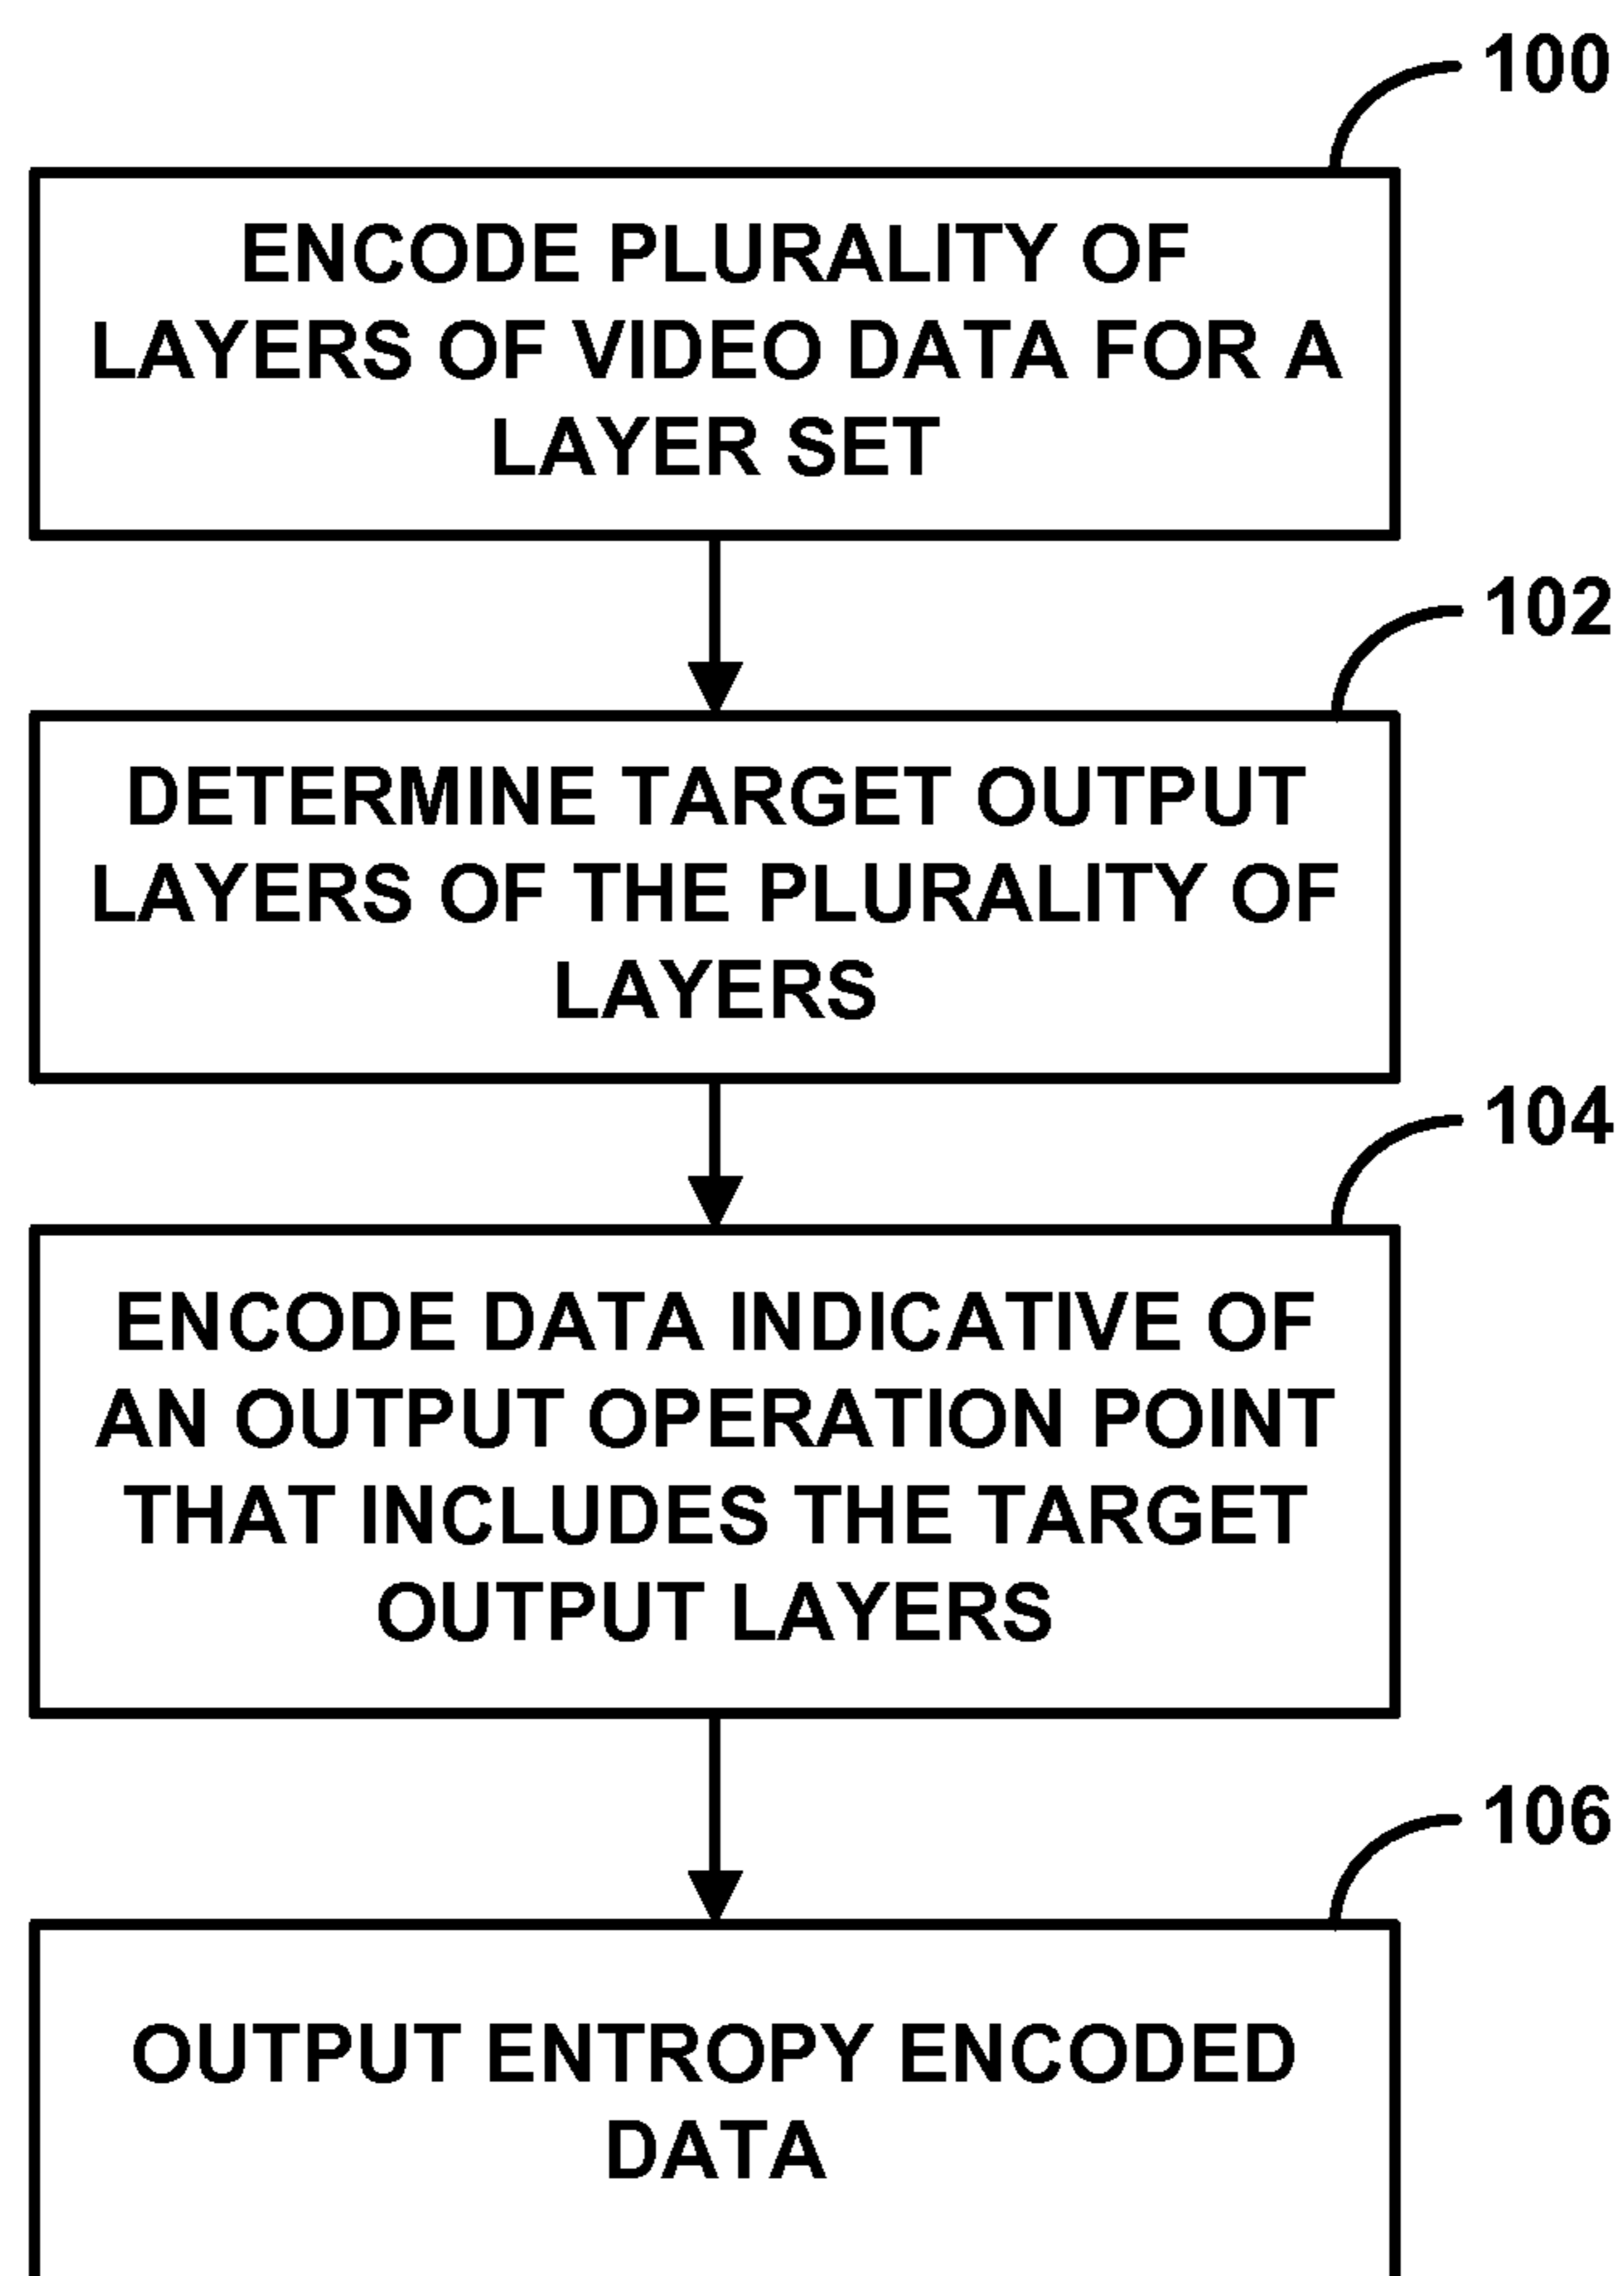 100
ENCODE PLURALITY OF
LAYERS OF VIDEO DATA FOR A
LAYER SET
102
DETERMINE TARGET OUTPUT
LAYERS OF THE PLURALITY OF
LAYERS
104
ENCODE DATA INDICATIVE OF
AN OUTPUT OPERATION POINT
THAT INCLUDES THE TARGET
OUTPUT LAYERS
106
OUTPUT ENTROPY ENCODED
DATA